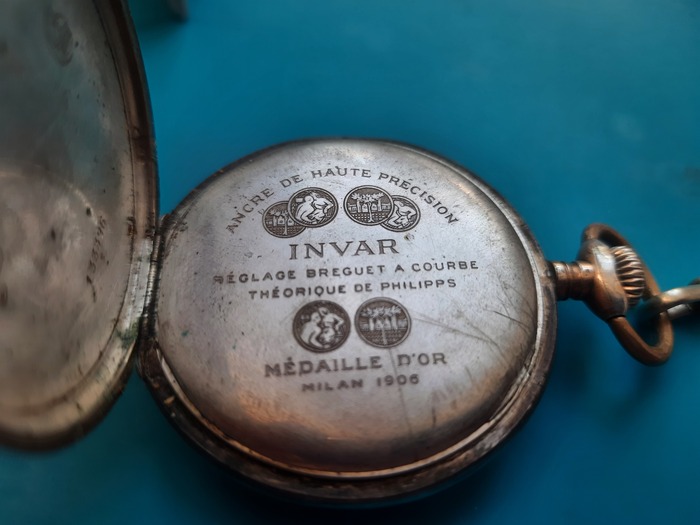 ANCRE DE HAUTE PRÉCISION
INVAR
RÉGLAGE BREGUET A COURBE
THÉORIQUE DE PHILIPPS
MÉDAILLE D'OR
MILAN 1906